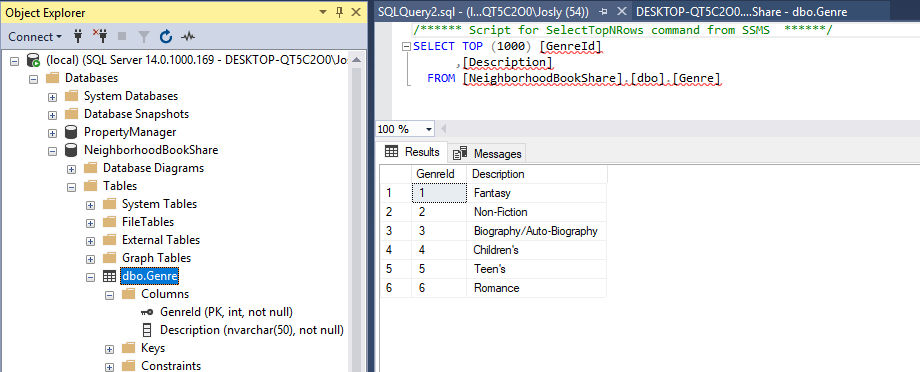 Object Explorer
Connect
(local) (SQL Server 14.0.1000.169 - DESKTOP-QT5C2O0\Josly
Databases
System Databases
Database Snapshots
PropertyManager
NeighborhoodBookShare
Database Diagrams
Tables
System Tables
FileTables
External Tables
Graph Tables
dbo.Genre
Columns
GenreId (PK, int, not null)
Description (nvarchar(50), not null)
Keys
Constraints
SQLQuery2.sql - (l...QT5C2O0\Josly (54))
DESKTOP-QT5C2O0....Share - dbo.Genre
/****** Script for SelectTopNRows command from SSMS ******/
SELECT TOP (1000) [GenreId]
,[Description]
FROM [NeighborhoodBookShare].[dbo].[Genre]
100 %
Results Messages
GenreId Description
1 1 Fantasy
2 2 Non-Fiction
3 3 Biography/Auto-Biography
4 4 Children's
5 5 Teen's
6 6 Romance